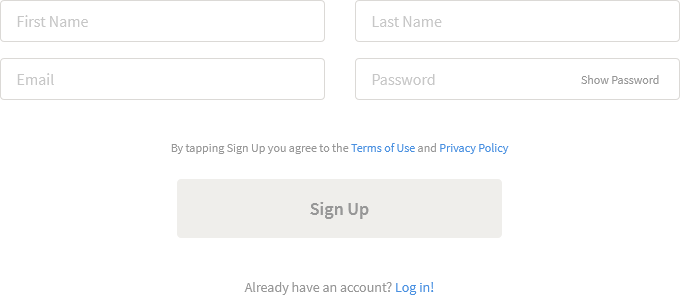 First Name Last Name
Email Password Show Password
By tapping Sign Up you agree to the Terms of Use and Privacy Policy
Sign Up
Already have an account? Log in!